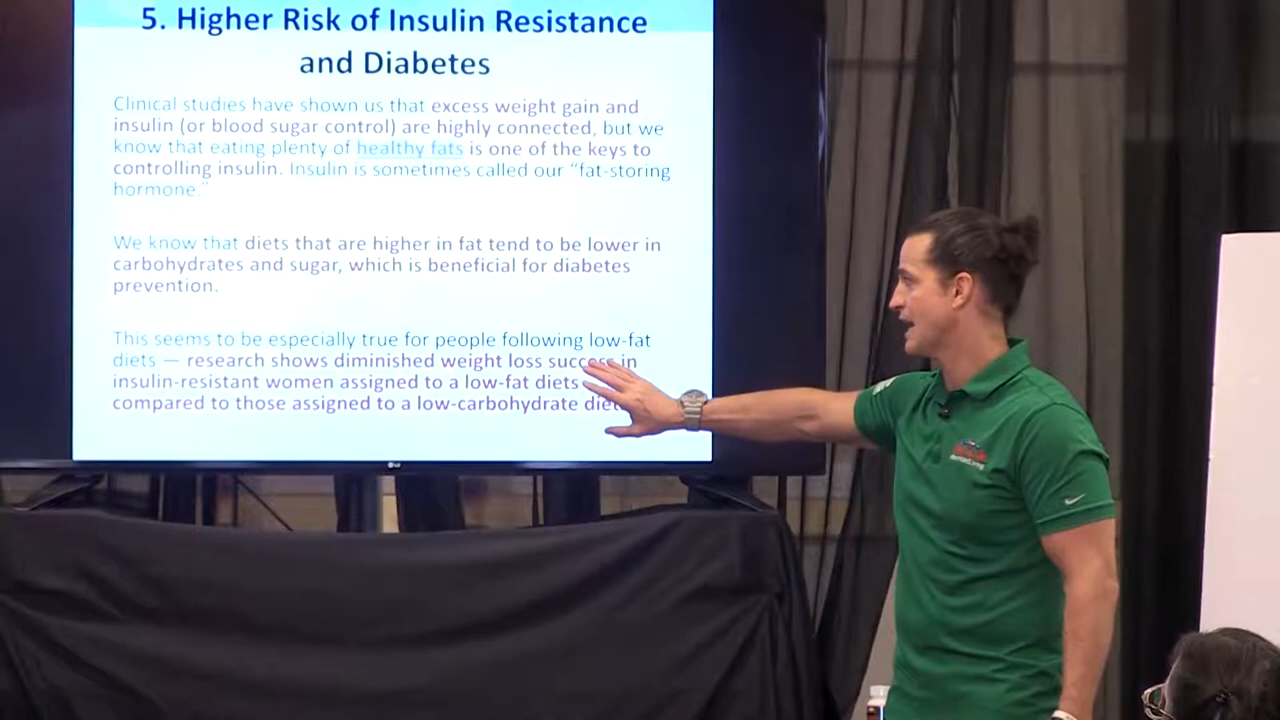 5. Higher Risk of Insulin Resistance
and Diabetes
Clinical studies have shown us that excess weight gain and
insulin (or blood sugar control) are highly connected, but we
know that eating plenty of healthy fats is one of the keys to
controlling insulin. Insulin is sometimes called our “fat-storing
hormone.”
We know that diets that are higher in fat tend to be lower in
carbohydrates and sugar, which is beneficial for diabetes
prevention.
This seems to be especially true for people following low-fat
diets — research shows diminished weight loss success in
insulin-resistant women assigned to a low-fat diets
compared to those assigned to a low-carbohydrate diet
LG